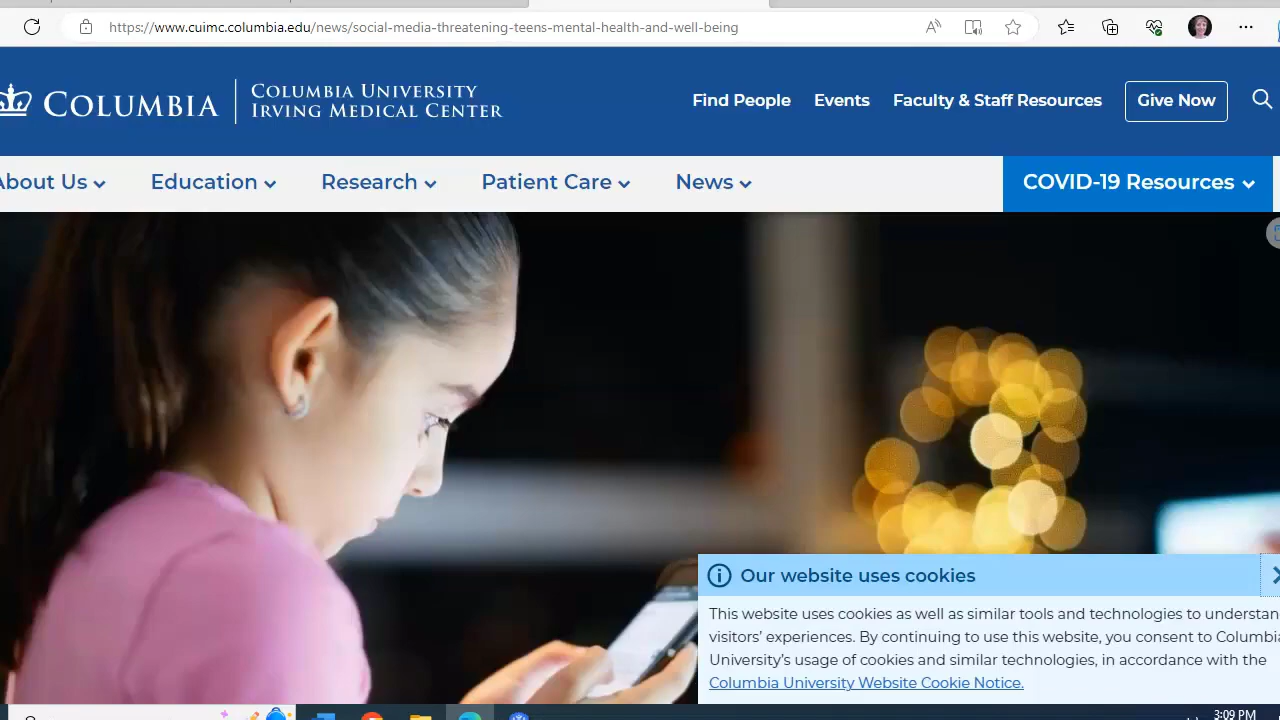 https://www.cuimc.columbia.edu/news/social-media-threatening-teens-mental-health-and-well-being
COLUMBIA
COLUMBIA UNIVERSITY
IRVING MEDICAL CENTER
Find People
Events
Faculty & Staff Resources
Give Now
About Us
Education
Research
Patient Care
News
COVID-19 Resources
Our website uses cookies
This website uses cookies as well as similar tools and technologies to understan
visitors' experiences. By continuing to use this website, you consent to Columbi
University's usage of cookies and similar technologies, in accordance with the
Columbia University Website Cookie Notice.
3:09 PM